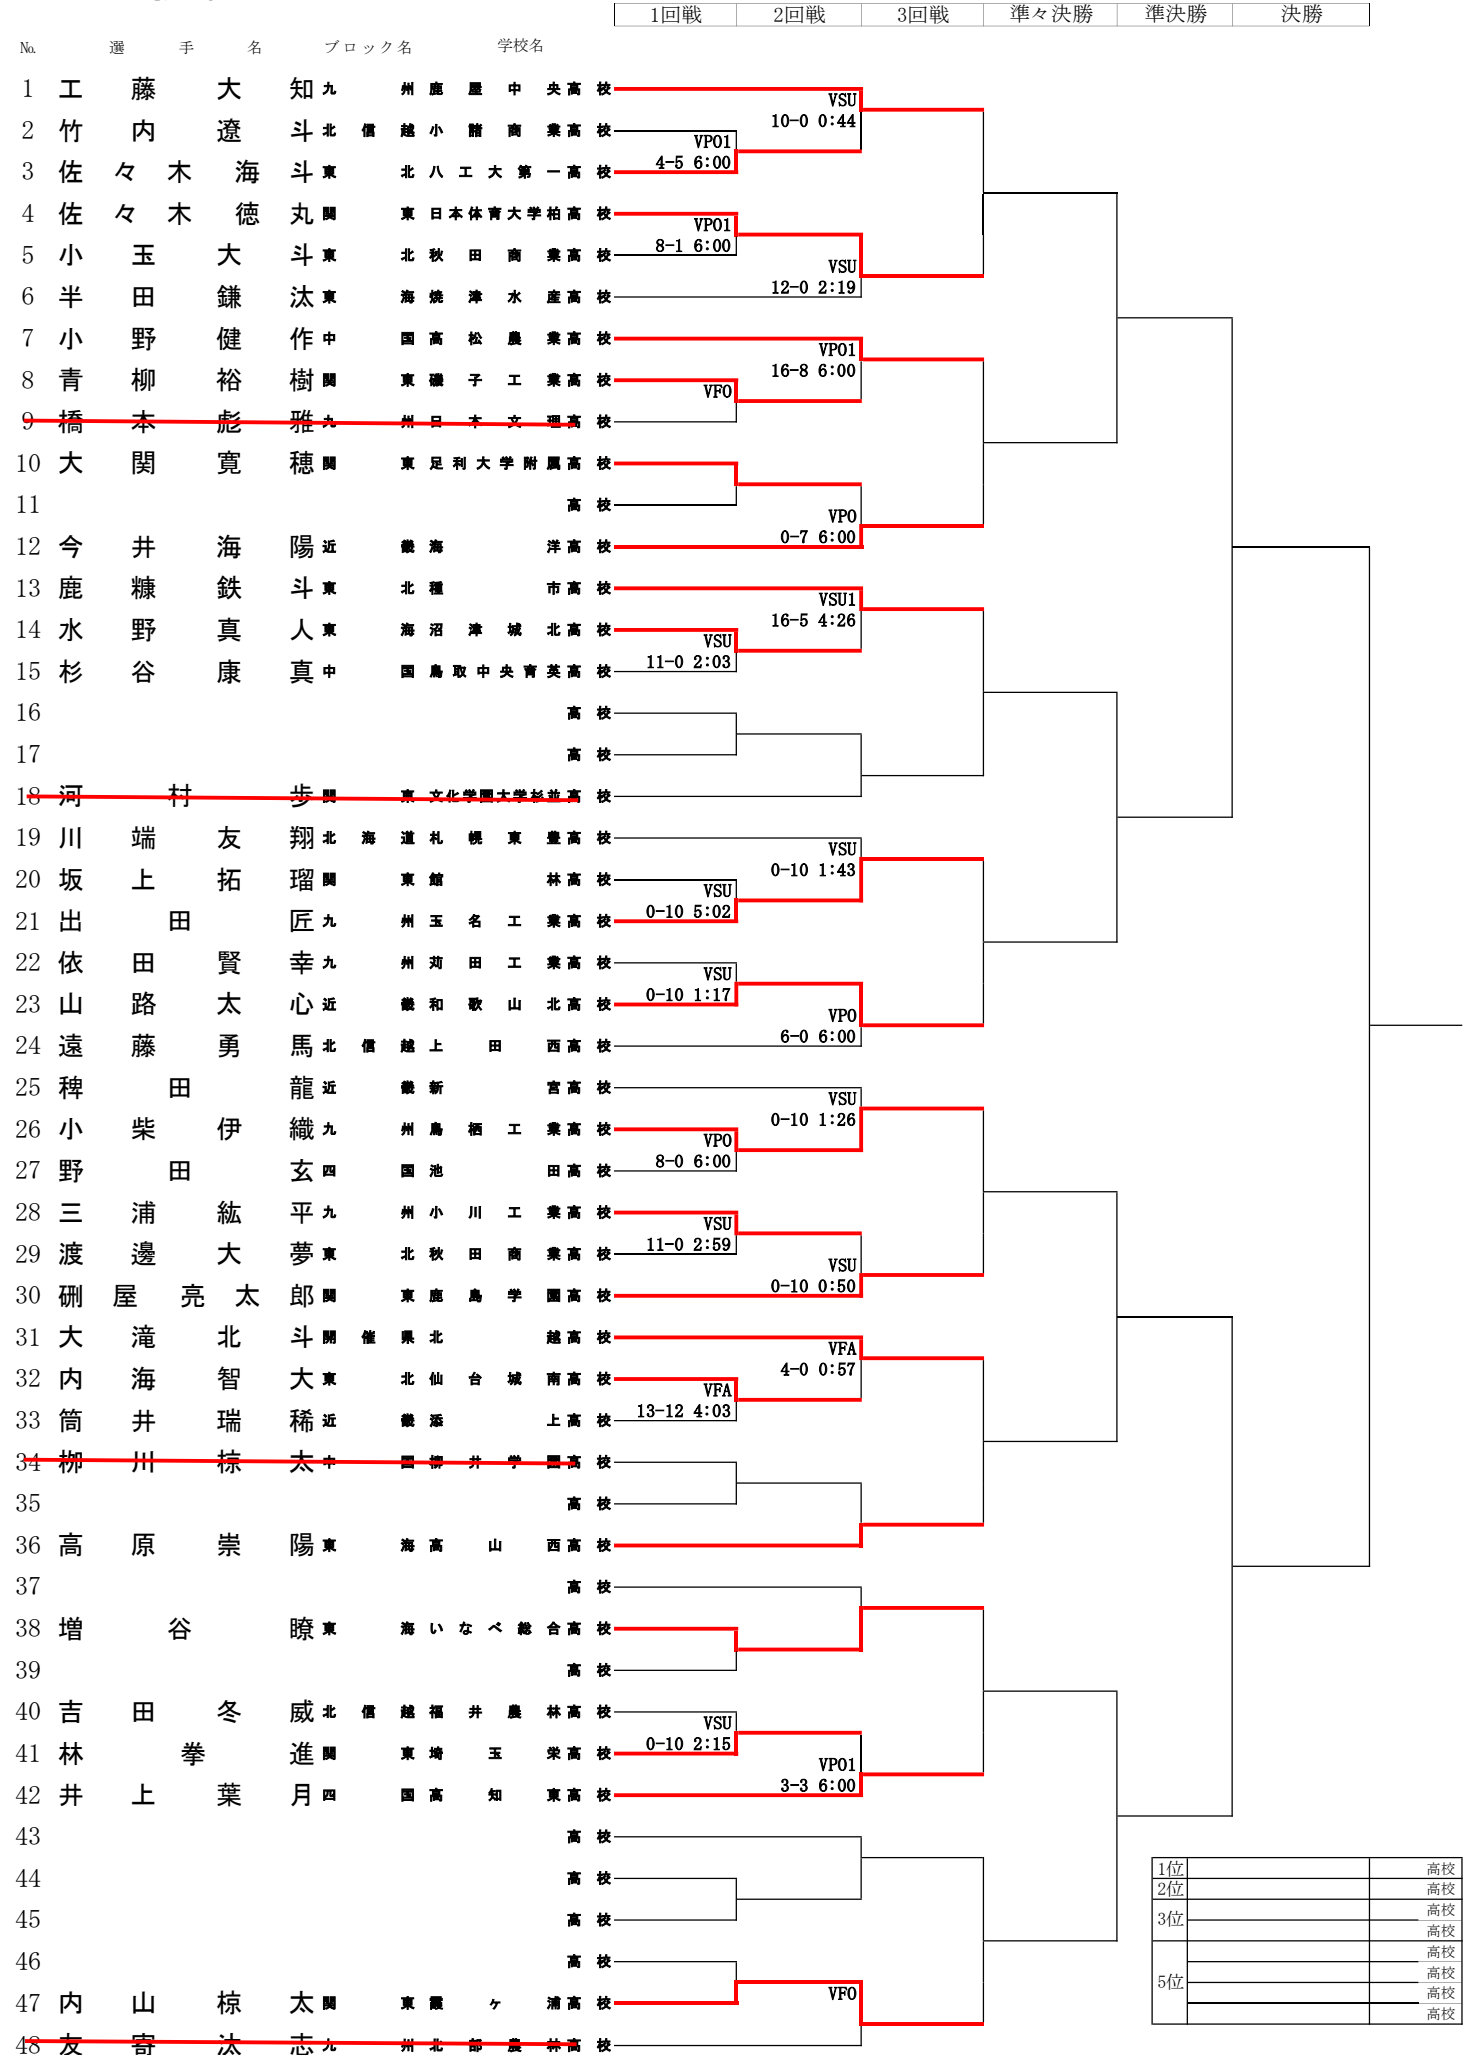 1回戦 2回戦 3回戦 準々決勝 準決勝 決勝
№ 選手名 ブロック名 学校名
1 工藤大知 九州 鹿屋中央高校
VSU
10-0 0:44
2 竹内遼斗 北信越 小諸商業高校
VPO1
4-5 6:00
3 佐々木海斗 東北 八工大第一高校
4 佐々木徳丸 関東 日本体育大学柏高校
VPO1
8-1 6:00
5 小玉大斗 東北 秋田商業高校
VSU
12-0 2:19
6 半田鎌汰 東海 焼津水産高校
7 小野健作 中国 高松農業高校
VPO1
16-8 6:00
8 青柳裕樹 関東 磯子工業高校
VFO
9 橋本彪雅 九州 日本文理高校
10 大関寛穂 関東 足利大学附属高校
11 高校
VPO
0-7 6:00
12 今井海陽 近畿 海洋高校
13 鹿糠鉄斗 東北 種市高校
VSU1
16-5 4:26
14 水野真人 東海 沼津城北高校
VSU
11-0 2:03
15 杉谷康真 中国 鳥取中央育英高校
16 高校
17 高校
18 河村歩 関東 文化学園大学杉並高校
19 川端友翔 北海道 札幌東豊高校
VSU
0-10 1:43
20 坂上拓瑠 関東 館林高校
VSU
0-10 5:02
21 出田匠 九州 玉名工業高校
22 依田賢幸 九州 苅田工業高校
VSU
0-10 1:17
23 山路太心 近畿 和歌山北高校
VPO
6-0 6:00
24 遠藤勇馬 北信越 上田西高校
25 稗田龍 近畿 新宮高校
VSU
0-10 1:26
26 小柴伊織 九州 鳥栖工業高校
VPO
8-0 6:00
27 野田玄 四国 池田高校
28 三浦紘平 九州 小川工業高校
VSU
11-0 2:59
29 渡邊大夢 東北 秋田商業高校
VSU
0-10 0:50
30 硎屋亮太郎 関東 鹿島学園高校
31 大滝北斗 開催県 北越高校
VFA
4-0 0:57
32 内海智大 東北 仙台城南高校
VFA
13-12 4:03
33 筒井瑞稀 近畿 添上高校
34 柳川椋太 中国 柳井学園高校
35 高校
36 高原崇陽 東海 高山西高校
37 高校
38 増谷瞭 東海 いなべ総合高校
39 高校
40 吉田冬威 北信越 福井農林高校
VSU
0-10 2:15
41 林拳進 関東 埼玉栄高校
VPO1
3-3 6:00
42 井上葉月 四国 高知東高校
43 高校
44 高校
45 高校
46 高校
47 内山椋太 関東 霞ヶ浦高校
VFO
48 友寄汰志 九州 北部農林高校
1位 高校
2位 高校
3位 高校
高校
5位 高校
高校
高校
高校